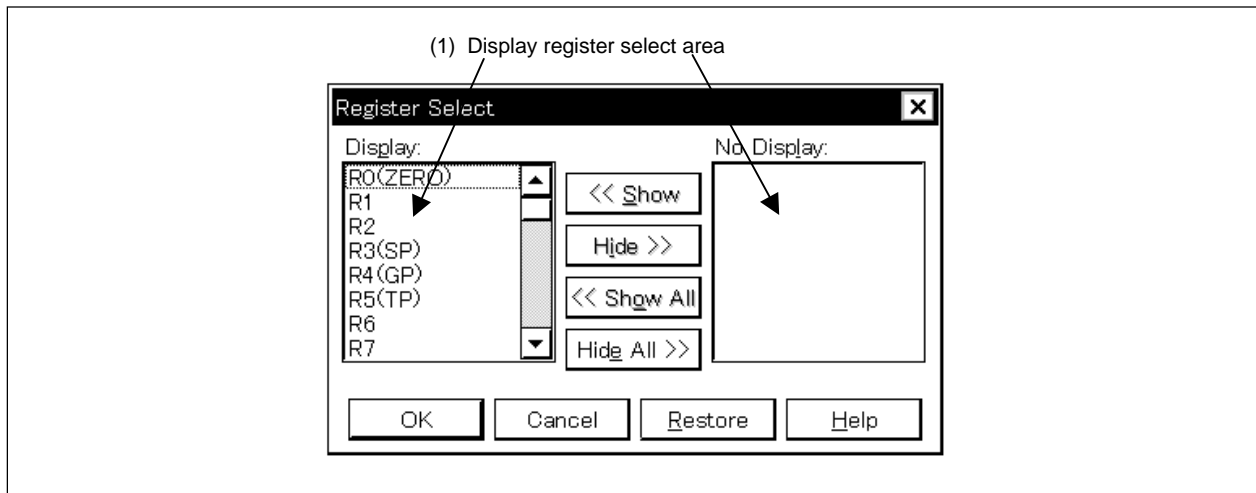 (1) Display register select area
Register Select
Display:
No Display:
R0(ZERO)
R1
R2
R3(SP)
R4(GP)
R5(TP)
R6
R7
<< Show
Hide >>
<< Show All
Hide All >>
OK
Cancel
Restore
Help